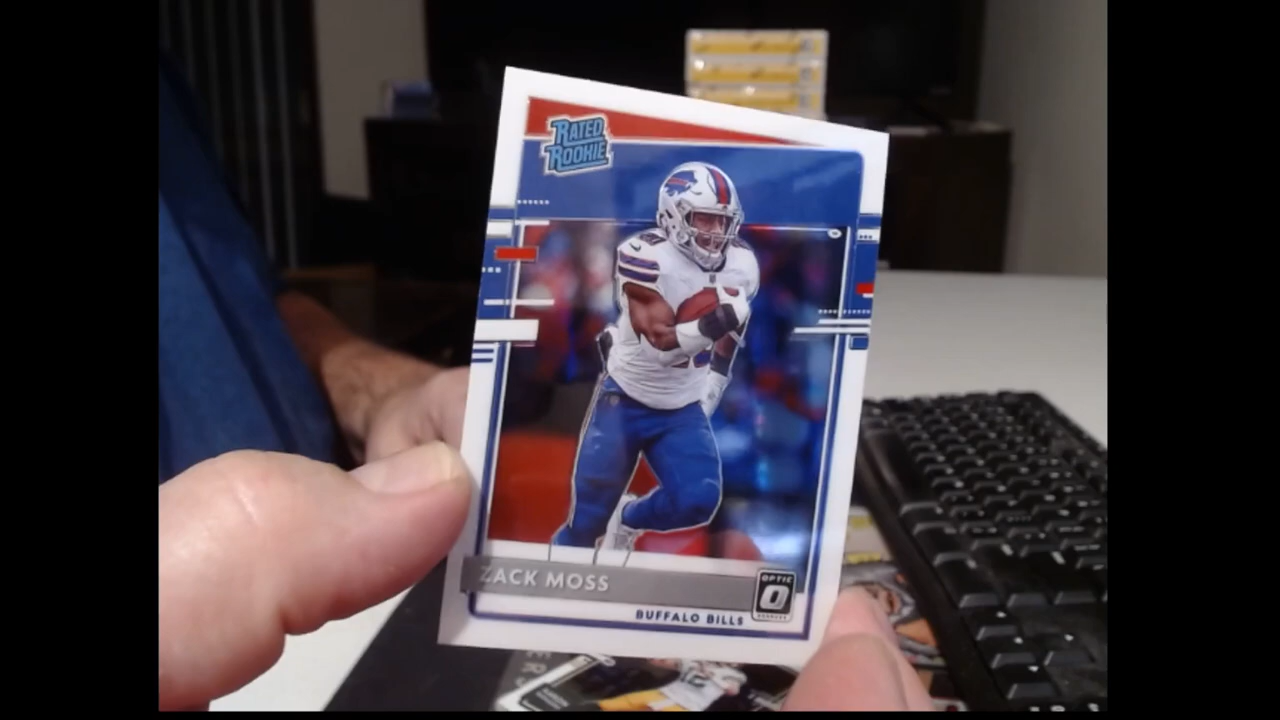 RATED
ROOKIE
ZACK MOSS
OPTIC
BUFFALO BILLS